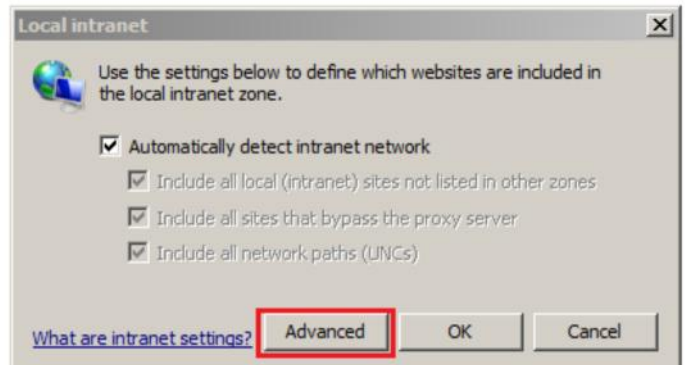 Local intranet
Use the settings below to define which websites are included in
the local intranet zone.
Automatically detect intranet network
Include all local (intranet) sites not listed in other zones
Include all sites that bypass the proxy server
Include all network paths (UNCs)
What are intranet settings? Advanced OK Cancel